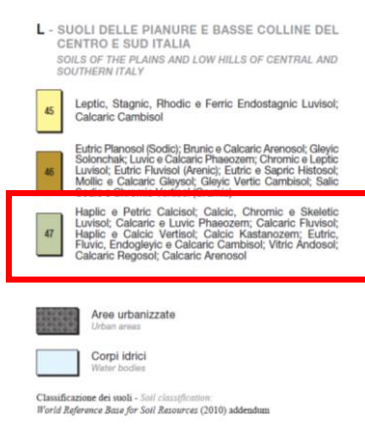 L - SUOLI DELLE PIANURE E BASSE COLLINE DEL
CENTRO E SUD ITALIA
SOILS OF THE PLAINS AND LOW HILLS OF CENTRAL AND
SOUTHERN ITALY
45
Leptic, Stagnic, Rhodic e Ferric Endostagnic Luvisol;
Calcaric Cambisol
46
Eutric Planosol (Sodic); Brunic e Calcaric Arenosol; Gleyic
Solonchak; Luvic e Calcaric Phaeozem; Chromic e Leptic
Luvisol; Eutric Fluvisol (Arenic); Eutric e Sapric Histosol;
Mollic e Calcaric Gleysol; Gleyic Vertic Cambisol; Salic
47
Haplic e Petric Calcisol; Calcic, Chromic e Skeletic
Luvisol; Calcaric e Luvic Phaeozem; Calcaric Fluvisol;
Haplic e Calcic Vertisol; Calcic Kastanozem; Eutric,
Fluvic, Endogleyic e Calcaric Cambisol; Vitric Andosol;
Calcaric Regosol; Calcaric Arenosol
Aree urbanizzate
Urban areas
Corpi idrici
Water bodies
Classificazione dei suoli - Soil classification:
World Reference Base for Soil Resources (2010) addendum